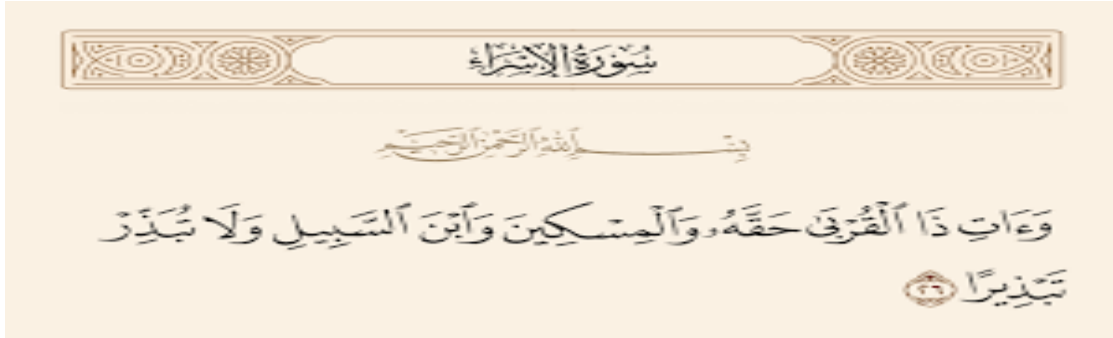 سُورَةُ الإِسْرَاءِ
بِسْمِ ٱللَّهِ ٱلرَّحْمَٰنِ ٱلرَّحِيمِ
وَءَاتِ ذَا ٱلْقُرْبَىٰ حَقَّهُۥ وَٱلْمِسْكِينَ وَٱبْنَ ٱلسَّبِيلِ وَلَا تُبَذِّرْ
تَبْذِيرًا ٢٦